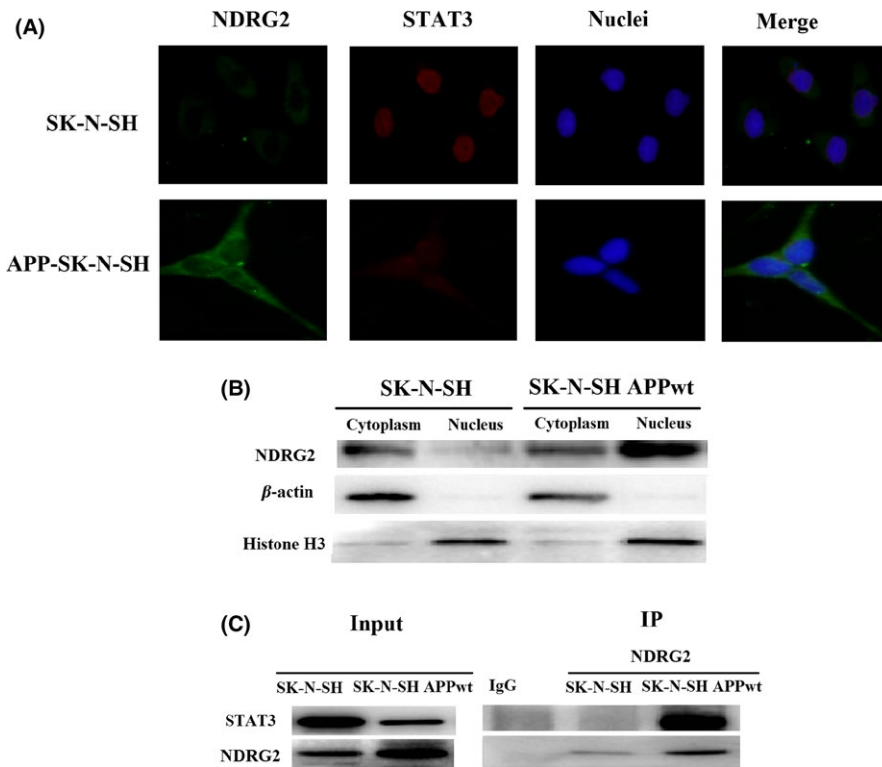 (A)
NDRG2 STAT3 Nuclei Merge
SK-N-SH
APP-SK-N-SH
(B)
SK-N-SH SK-N-SH APPwt
Cytoplasm Nucleus Cytoplasm Nucleus
NDRG2
β-actin
Histone H3
(C)
Input IP
NDRG2
SK-N-SH SK-N-SH APPwt IgG SK-N-SH SK-N-SH APPwt
STAT3
NDRG2